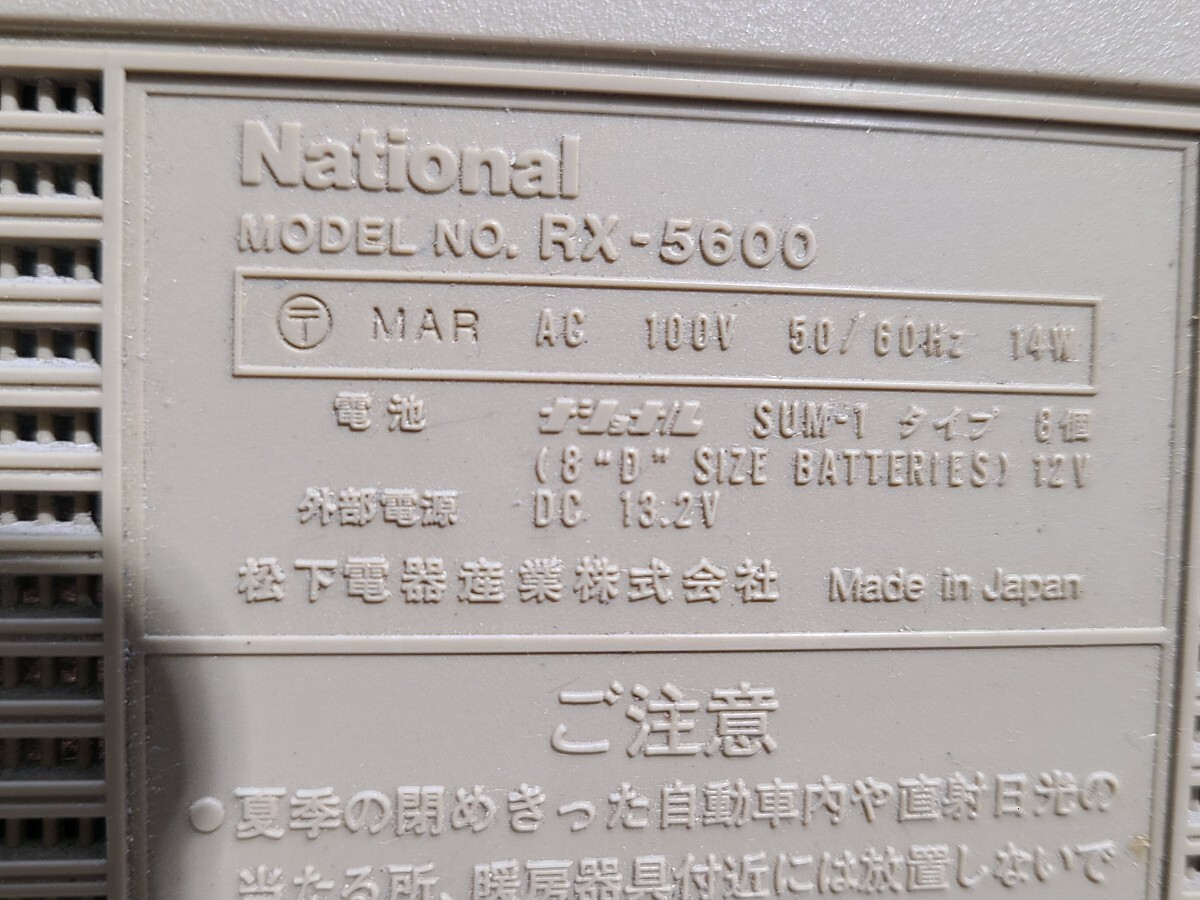 National
MODEL NO. RX-5600
〒 MAR AC 100V 50/60Hz 14W
電池 ナショナル SUM-1 タイプ 8個
(8 "D" SIZE BATTERIES) 12V
外部電源 DC 13.2V
松下電器産業株式会社 Made in Japan
ご注意
●夏季の閉めきった自動車内や直射日光の
当たる所、暖房器具付近には放置しないで